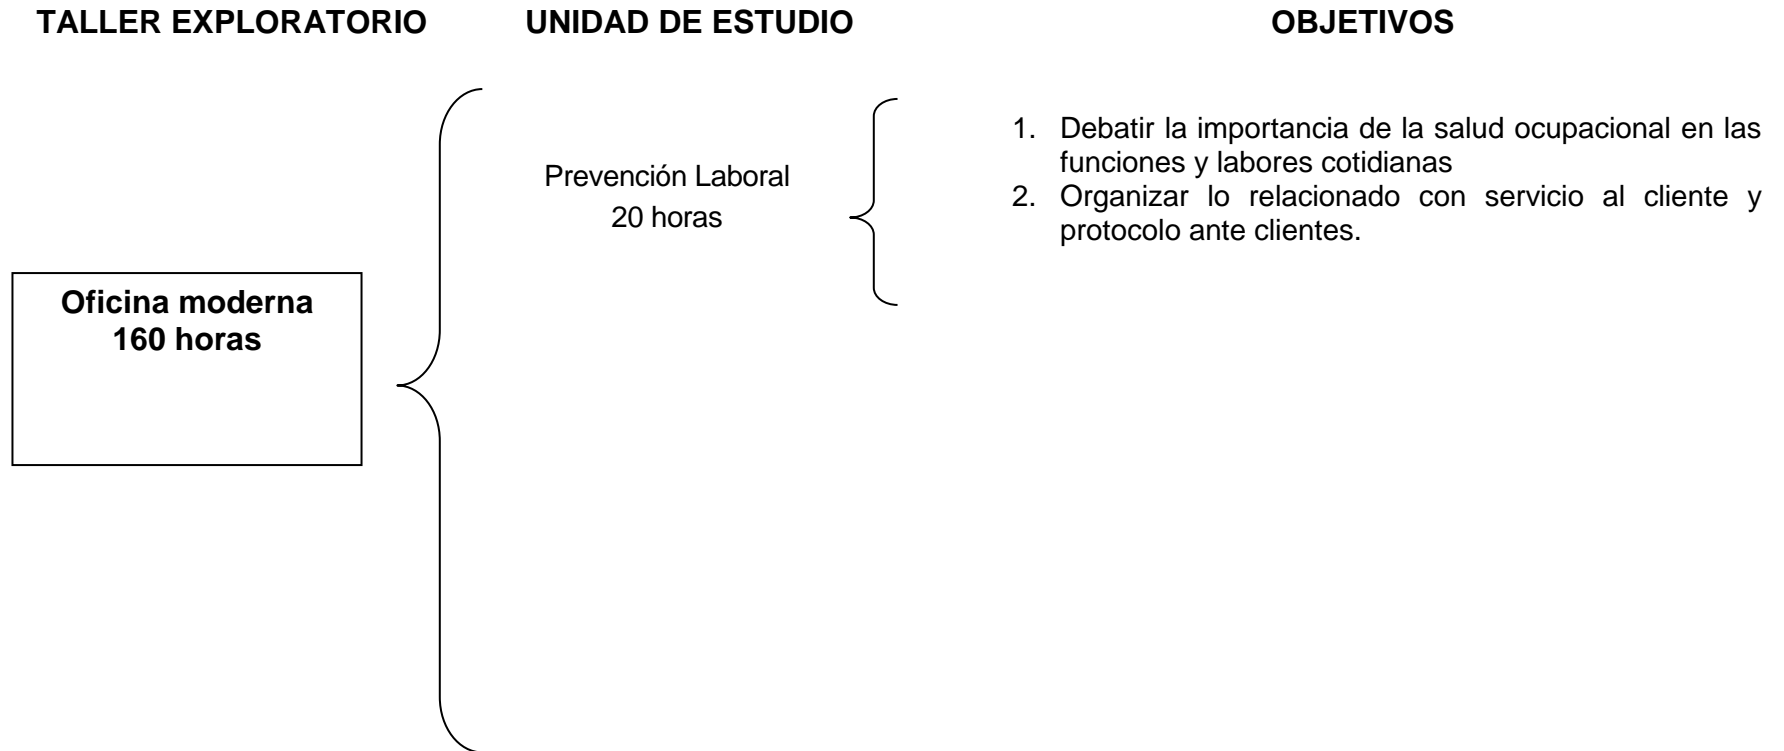 TALLER EXPLORATORIO UNIDAD DE ESTUDIO OBJETIVOS
Prevención Laboral
20 horas
1. Debatir la importancia de la salud ocupacional en las
funciones y labores cotidianas
2. Organizar lo relacionado con servicio al cliente y
protocolo ante clientes.
Oficina moderna
160 horas